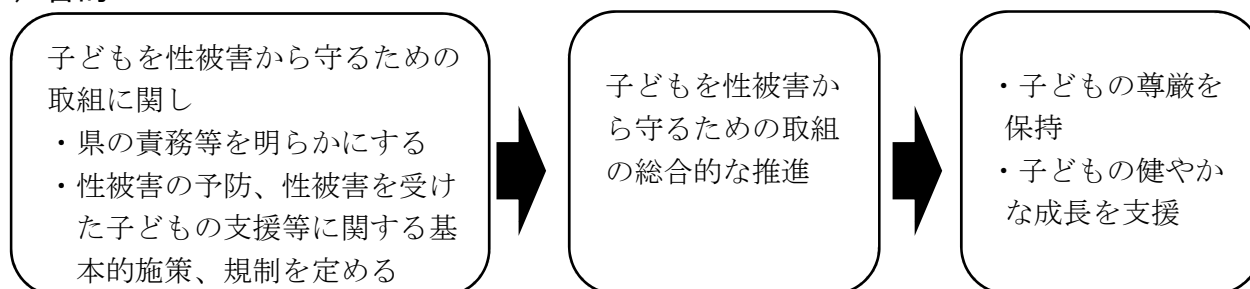 子どもを性被害から守るための
取組に関し
・県の責務等を明らかにする
・性被害の予防、性被害を受け
た子どもの支援等に関する基
本的施策、規制を定める
子どもを性被害か
ら守るための取組
の総合的な推進
・子どもの尊厳を
保持
・子どもの健やか
な成長を支援